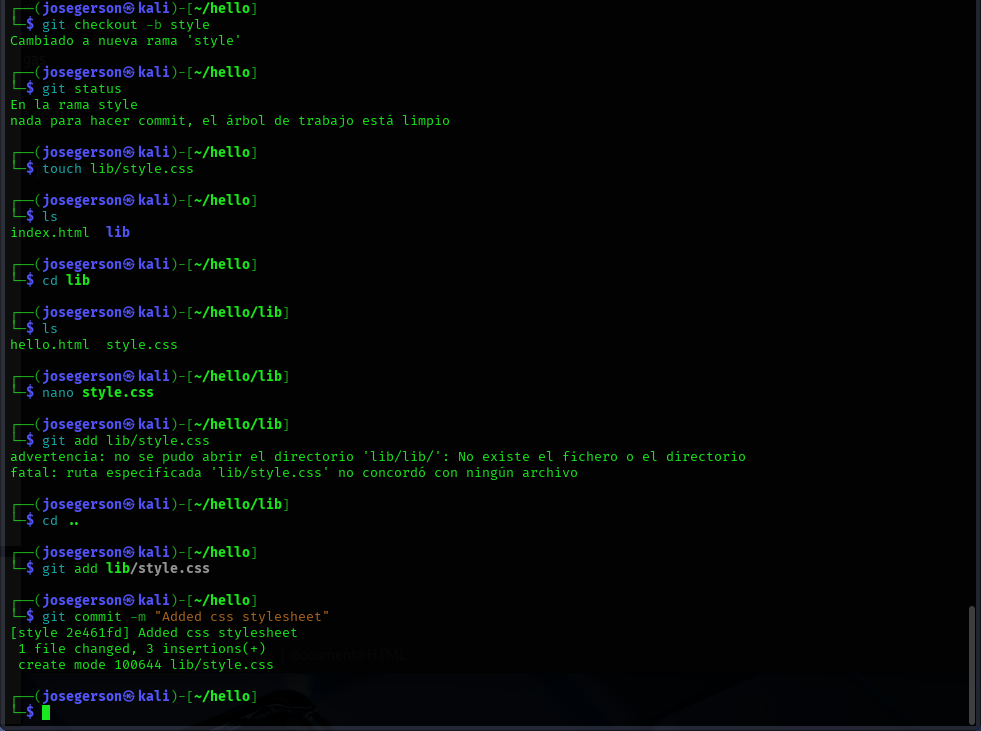 ┌──(josegerson㉿kali)-[~/hello]
└─$ git checkout -b style
Cambiado a nueva rama 'style'
┌──(josegerson㉿kali)-[~/hello]
└─$ git status
En la rama style
nada para hacer commit, el árbol de trabajo está limpio
┌──(josegerson㉿kali)-[~/hello]
└─$ touch lib/style.css
┌──(josegerson㉿kali)-[~/hello]
└─$ ls
index.html  lib
┌──(josegerson㉿kali)-[~/hello]
└─$ cd lib
┌──(josegerson㉿kali)-[~/hello/lib]
└─$ ls
hello.html  style.css
┌──(josegerson㉿kali)-[~/hello/lib]
└─$ nano style.css
┌──(josegerson㉿kali)-[~/hello/lib]
└─$ git add lib/style.css
advertencia: no se pudo abrir el directorio 'lib/lib/': No existe el fichero o el directorio
fatal: ruta especificada 'lib/style.css' no concordó con ningún archivo
┌──(josegerson㉿kali)-[~/hello/lib]
└─$ cd ..
┌──(josegerson㉿kali)-[~/hello]
└─$ git add lib/style.css
┌──(josegerson㉿kali)-[~/hello]
└─$ git commit -m "Added css stylesheet"
[style 2e461fd] Added css stylesheet
 1 file changed, 3 insertions(+)
 create mode 100644 lib/style.css
┌──(josegerson㉿kali)-[~/hello]
└─$